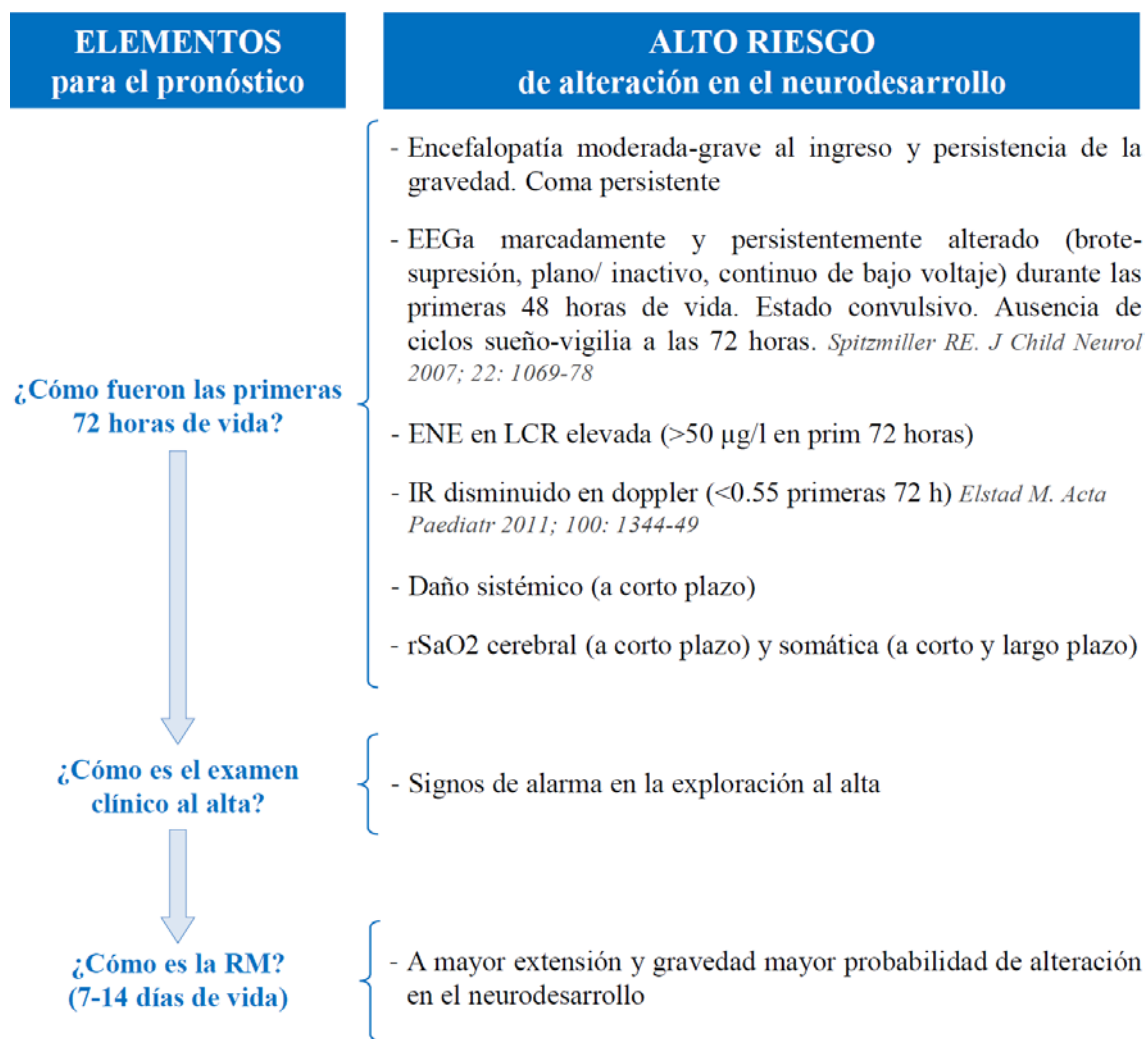 ELEMENTOS
para el pronóstico
ALTO RIESGO
de alteración en el neurodesarrollo
¿Cómo fueron las primeras
72 horas de vida?
- Encefalopatía moderada-grave al ingreso y persistencia de la
gravedad. Coma persistente
- EEGa marcadamente y persistentemente alterado (brote-
supresión, plano/ inactivo, continuo de bajo voltaje) durante las
primeras 48 horas de vida. Estado convulsivo. Ausencia de
ciclos sueño-vigilia a las 72 horas. Spitzmiller RE. J Child Neurol
2007; 22: 1069-78
- ENE en LCR elevada (>50 µg/l en prim 72 horas)
- IR disminuido en doppler (<0.55 primeras 72 h) Elstad M. Acta
Paediatr 2011; 100: 1344-49
- Daño sistémico (a corto plazo)
- rSaO2 cerebral (a corto plazo) y somática (a corto y largo plazo)
¿Cómo es el examen
clínico al alta?
- Signos de alarma en la exploración al alta
¿Cómo es la RM?
(7-14 días de vida)
- A mayor extensión y gravedad mayor probabilidad de alteración
en el neurodesarrollo